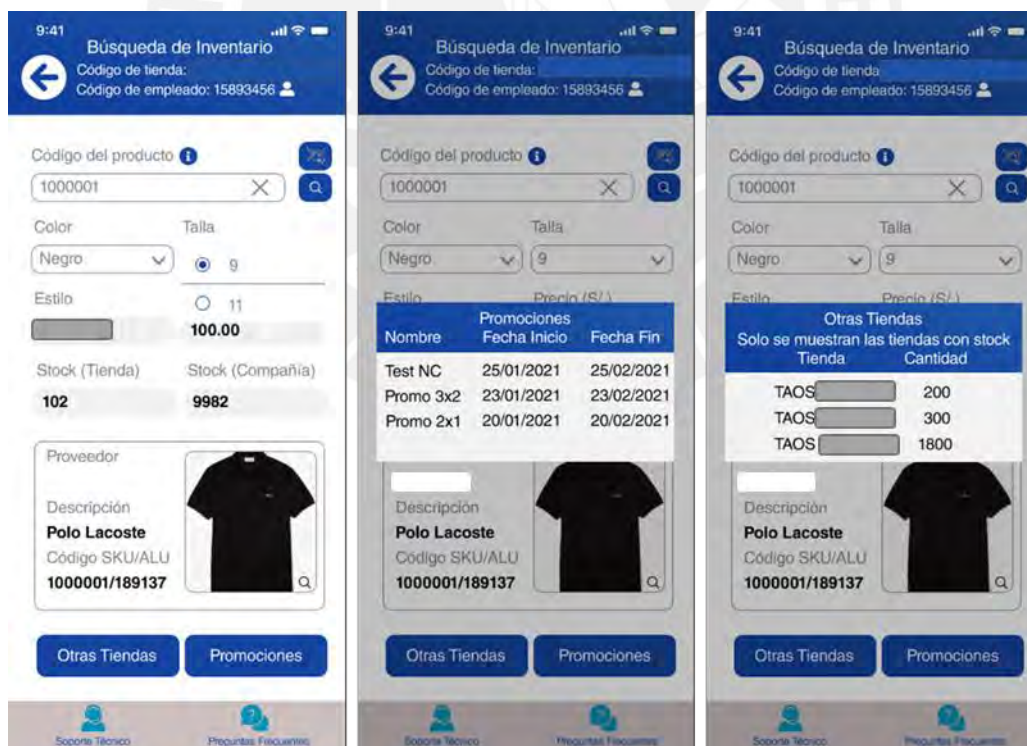 9:41
Búsqueda de Inventario
Código de tienda:
Código de empleado: 15893456
Código del producto
1000001
Color Talla
Negro
9
Estilo
11
100.00
Stock (Tienda) Stock (Compañía)
102 9982
Proveedor
Descripción
Polo Lacoste
Código SKU/ALU
1000001/189137
Otras Tiendas Promociones
Soporte Técnico Preguntas Frecuentes
9:41
Búsqueda de Inventario
Código de tienda:
Código de empleado: 15893456
Código del producto
1000001
Color Talla
Negro 9
Estilo Precio (S/.)
Promociones
Nombre Fecha Inicio Fecha Fin
Test NC 25/01/2021 25/02/2021
Promo 3x2 23/01/2021 23/02/2021
Promo 2x1 20/01/2021 20/02/2021
Descripción
Polo Lacoste
Código SKU/ALU
1000001/189137
Otras Tiendas Promociones
Soporte Técnico Preguntas Frecuentes
9:41
Búsqueda de Inventario
Código de tienda
Código de empleado: 15893456
Código del producto
1000001
Color Talla
Negro 9
Estilo Precio (S/.)
Otras Tiendas
Solo se muestran las tiendas con stock
Tienda Cantidad
TAOS 200
TAOS 300
TAOS 1800
Descripción
Polo Lacoste
Código SKU/ALU
1000001/189137
Otras Tiendas Promociones
Soporte Técnico Preguntas Frecuentes